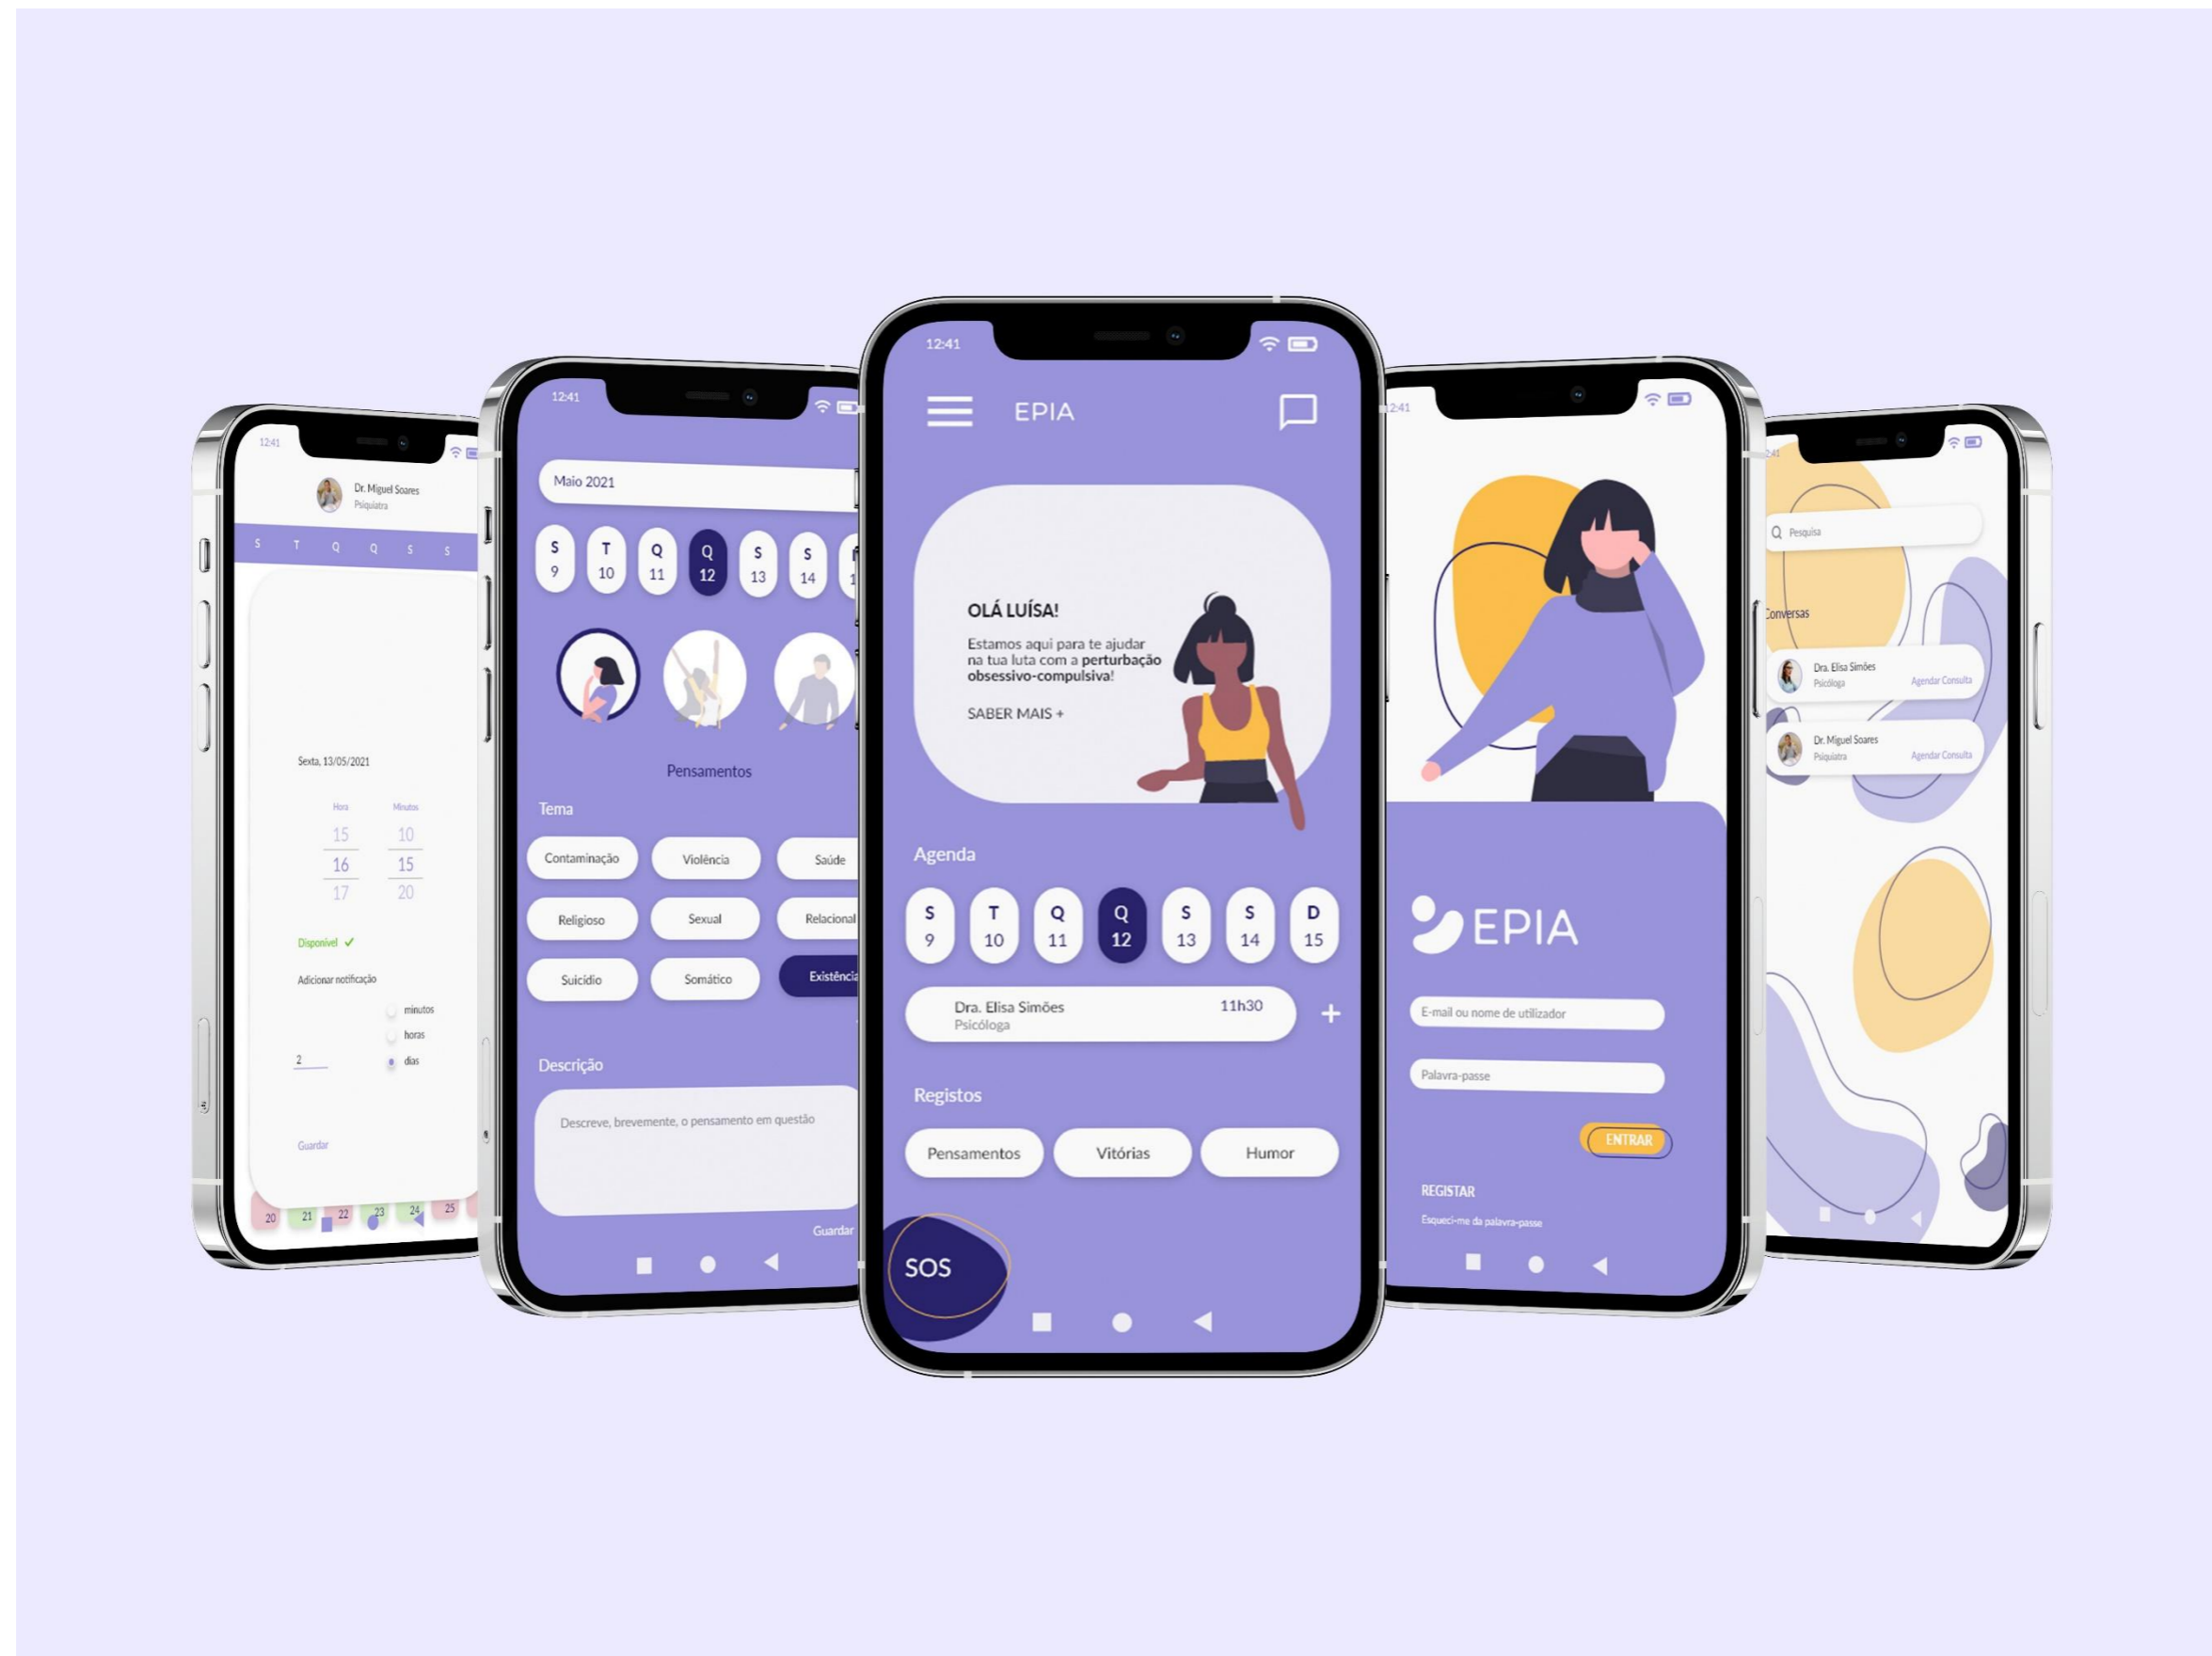 12:41
Dr. Miguel Soares
Psiquiatra
S T Q Q S S
Sexta, 13/05/2021
Hora Minutos
15 10
16 15
17 20
Disponível
Adicionar notificação
minutos
horas
2 dias
Guardar
20 21 22 23 24 25
12:41
Maio 2021
S T Q Q S S
9 10 11 12 13 14 1
Pensamentos
Tema
Contaminação Violência Saúde
Religioso Sexual Relacional
Suicídio Somático Existência
Descrição
Descreve, brevemente, o pensamento em questão
Guardar
12:41
EPIA
OLÁ LUÍSA!
Estamos aqui para te ajudar
na tua luta com a perturbação
obsessivo-compulsiva!
SABER MAIS +
Agenda
S T Q Q S S D
9 10 11 12 13 14 15
Dra. Elisa Simões 11h30
Psicóloga
+
Registos
Pensamentos Vitórias Humor
SOS
12:41
EPIA
E-mail ou nome de utilizador
Palavra-passe
ENTRAR
REGISTAR
Esqueci-me da palavra-passe
2:41
Pesquisa
Conversas
Dra. Elisa Simões
Psicóloga Agendar Consulta
Dr. Miguel Soares
Psiquiatra Agendar Consulta